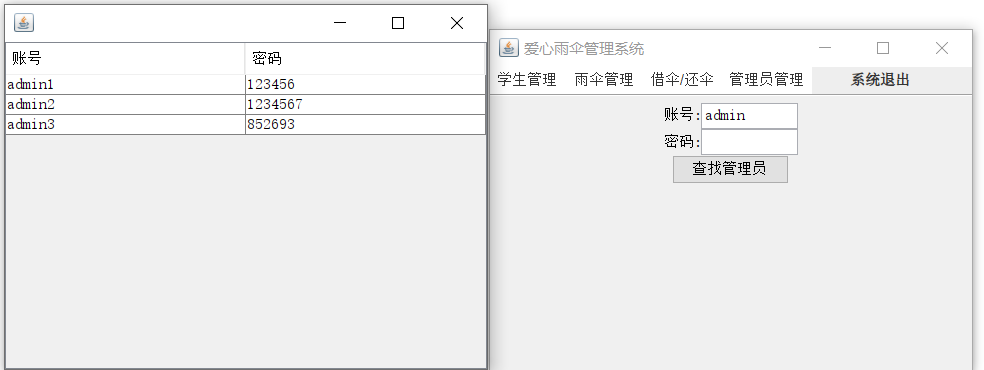 账号 密码
admin1 123456
admin2 1234567
admin3 852693
爱心雨伞管理系统
学生管理 雨伞管理 借伞/还伞 管理员管理 系统退出
账号: admin
密码:
查找管理员